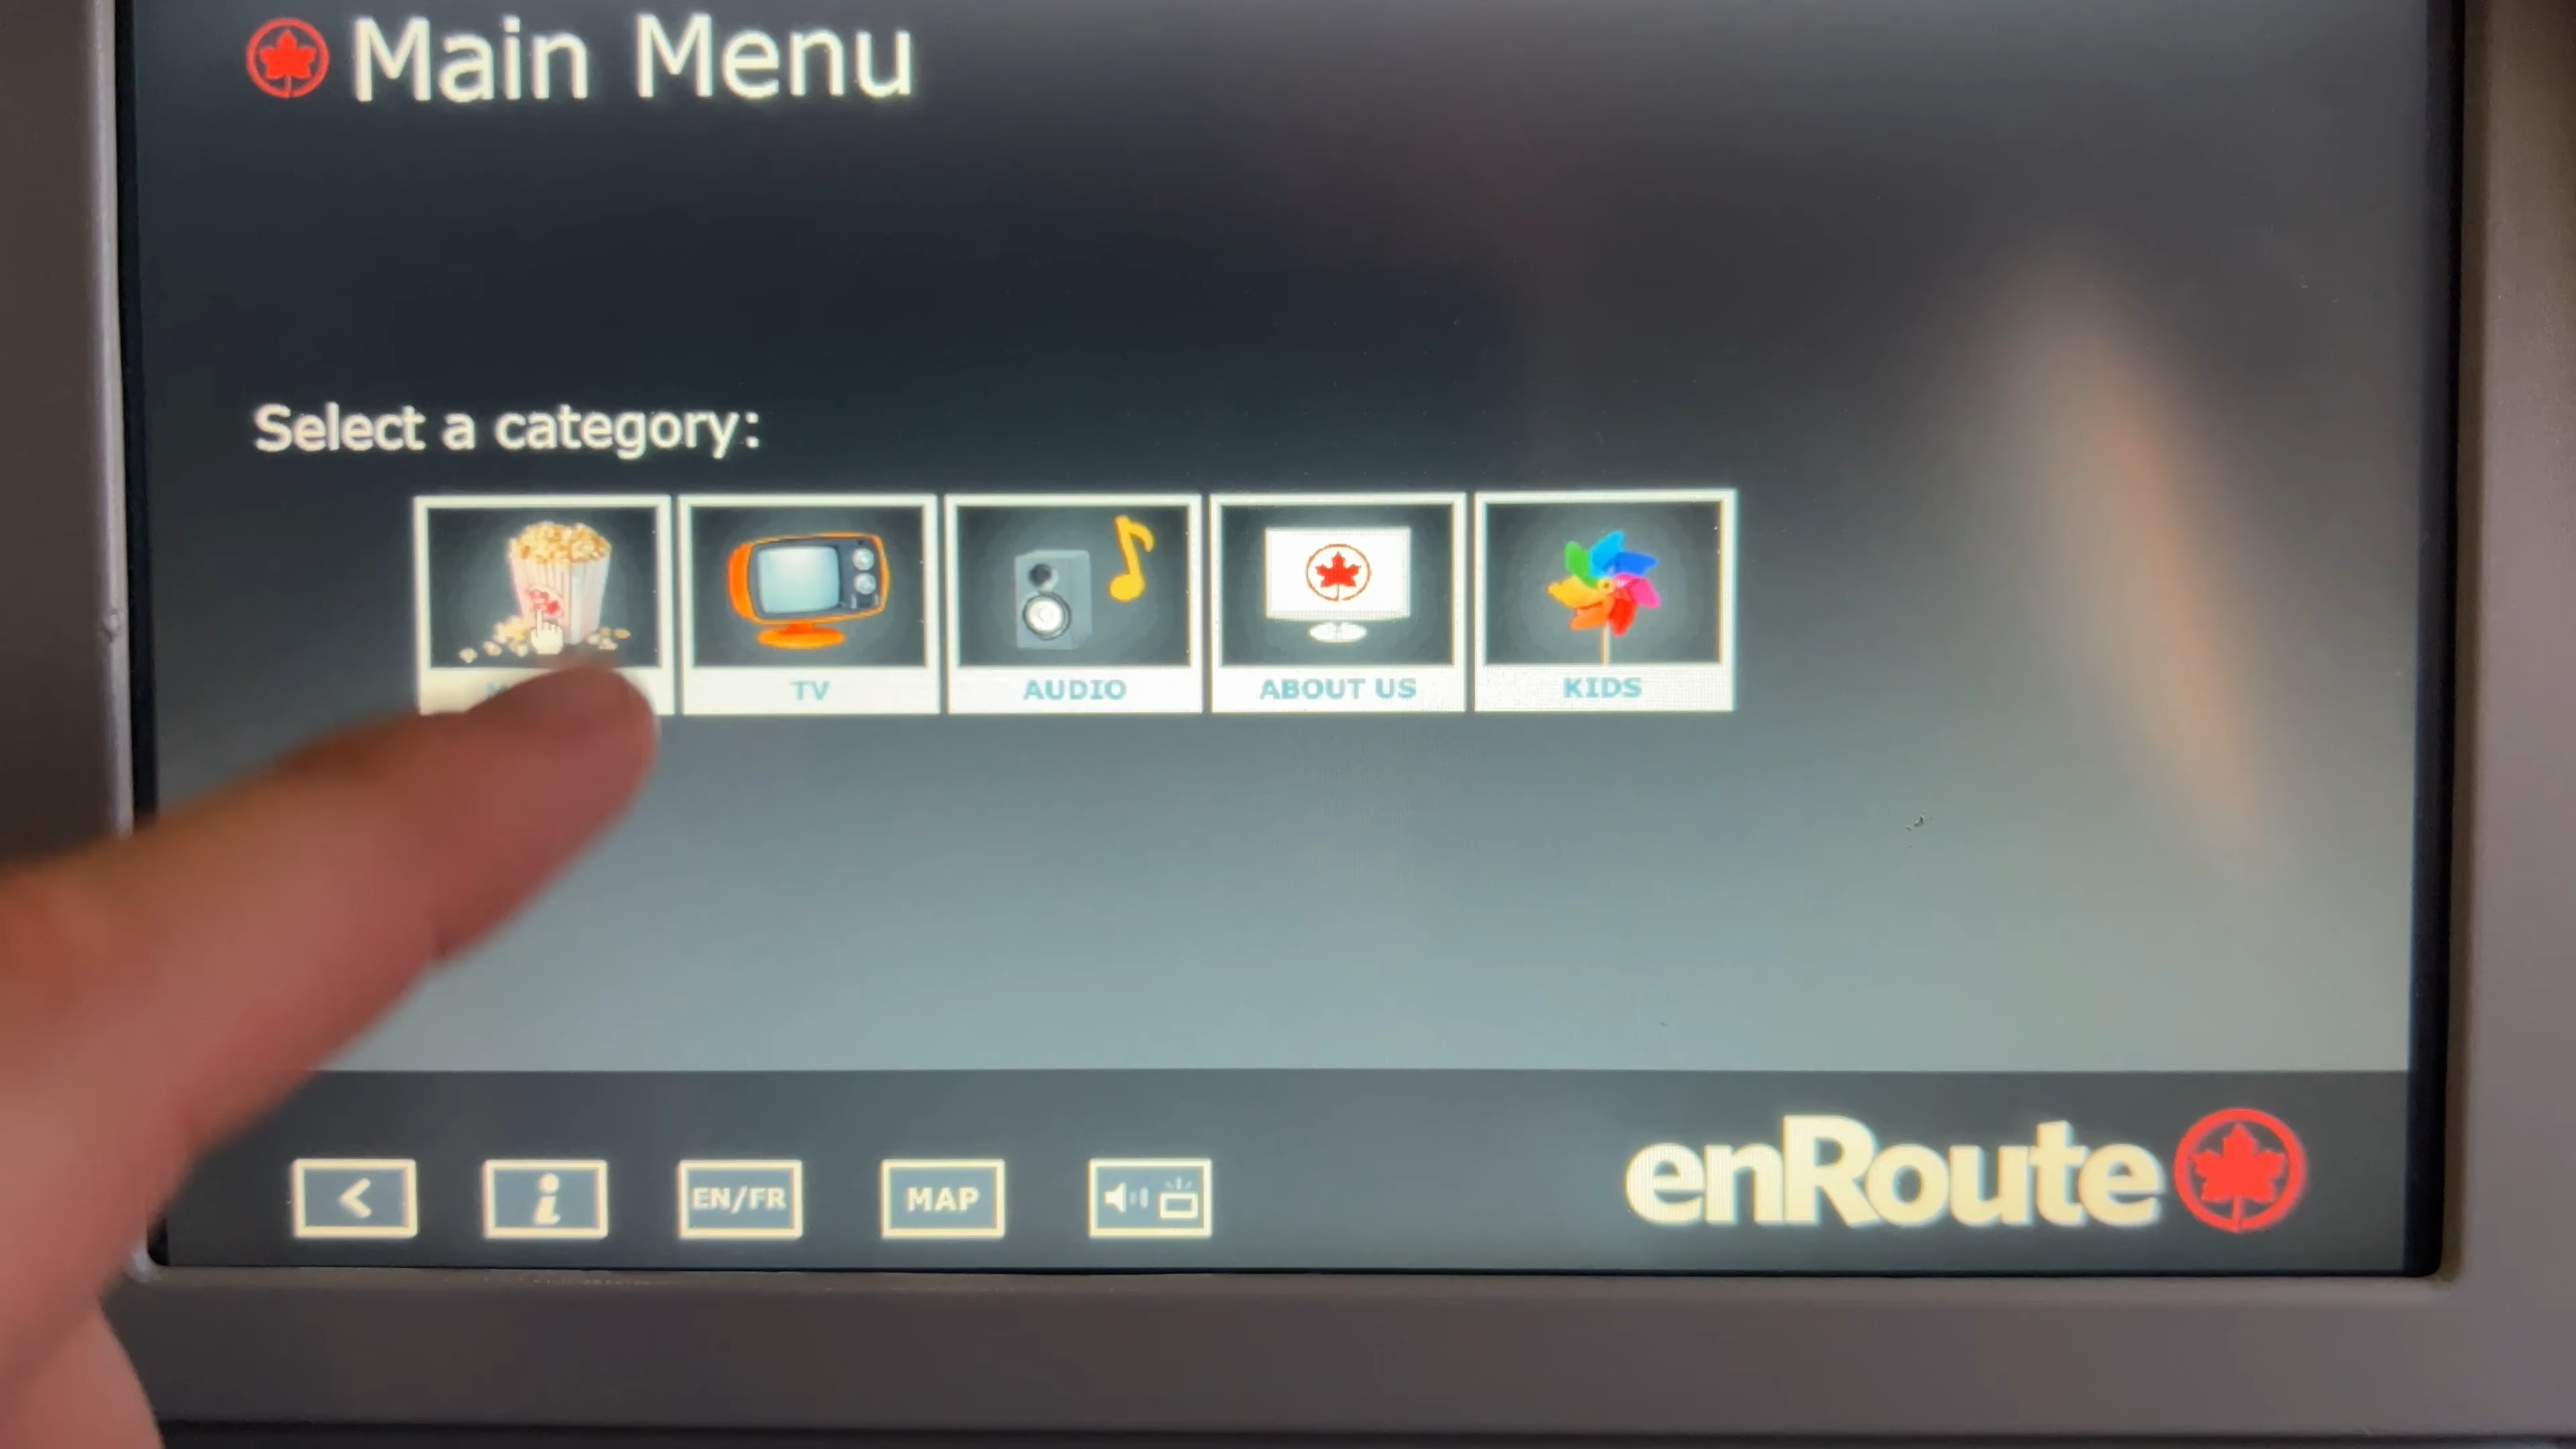 Main Menu
Select a category:
TV
AUDIO
ABOUT US
KIDS
EN/FR
MAP
enRoute